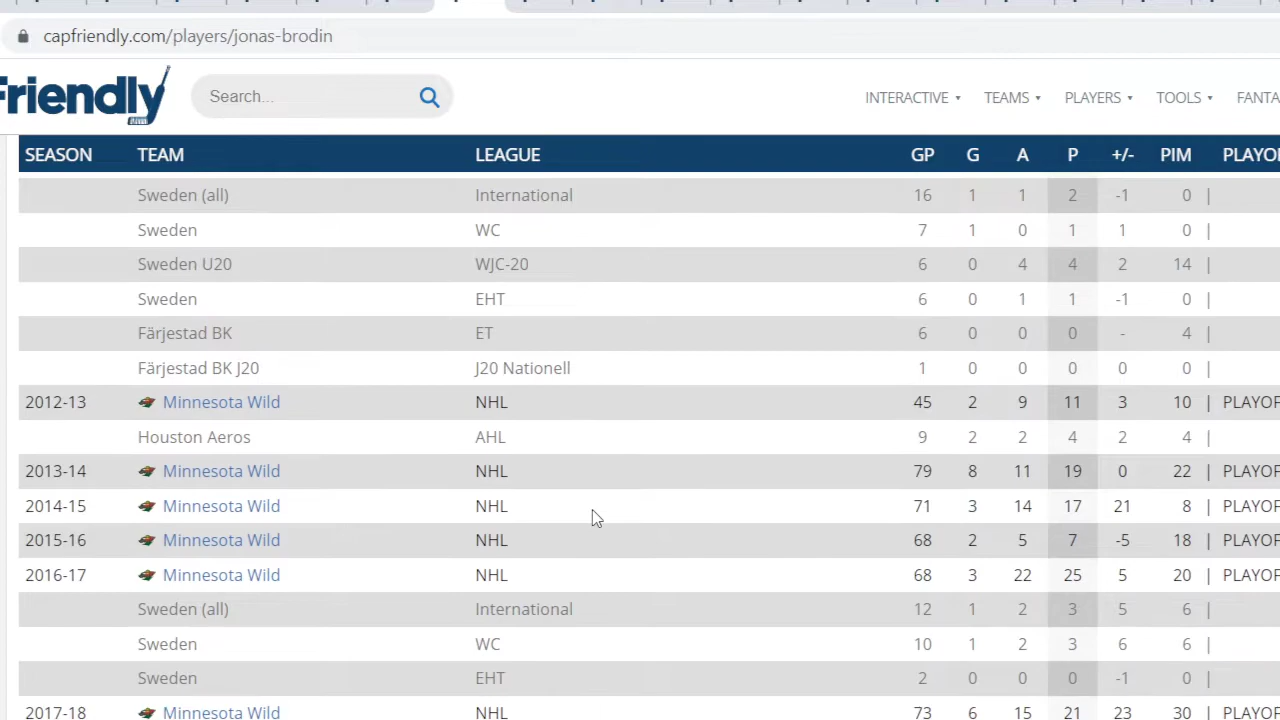 capfriendly.com/players/jonas-brodin
Friendly Search... INTERACTIVE TEAMS PLAYERS TOOLS FANTA
SEASON TEAM LEAGUE GP G A P +/- PIM PLAYO
Sweden (all) International 16 1 1 2 -1 0 |
Sweden WC 7 1 0 1 1 0 |
Sweden U20 WJC-20 6 0 4 4 2 14 |
Sweden EHT 6 0 1 1 -1 0 |
Färjestad BK ET 6 0 0 0 - 4 |
Färjestad BK J20 J20 Nationell 1 0 0 0 0 0 |
2012-13 Minnesota Wild NHL 45 2 9 11 3 10 | PLAYOF
Houston Aeros AHL 9 2 2 4 2 4 |
2013-14 Minnesota Wild NHL 79 8 11 19 0 22 | PLAYOF
2014-15 Minnesota Wild NHL 71 3 14 17 21 8 | PLAYOF
2015-16 Minnesota Wild NHL 68 2 5 7 -5 18 | PLAYOF
2016-17 Minnesota Wild NHL 68 3 22 25 5 20 | PLAYOF
Sweden (all) International 12 1 2 3 5 6 |
Sweden WC 10 1 2 3 6 6 |
Sweden EHT 2 0 0 0 -1 0 |
2017-18 Minnesota Wild NHL 73 6 15 21 23 30 | PLAYOF